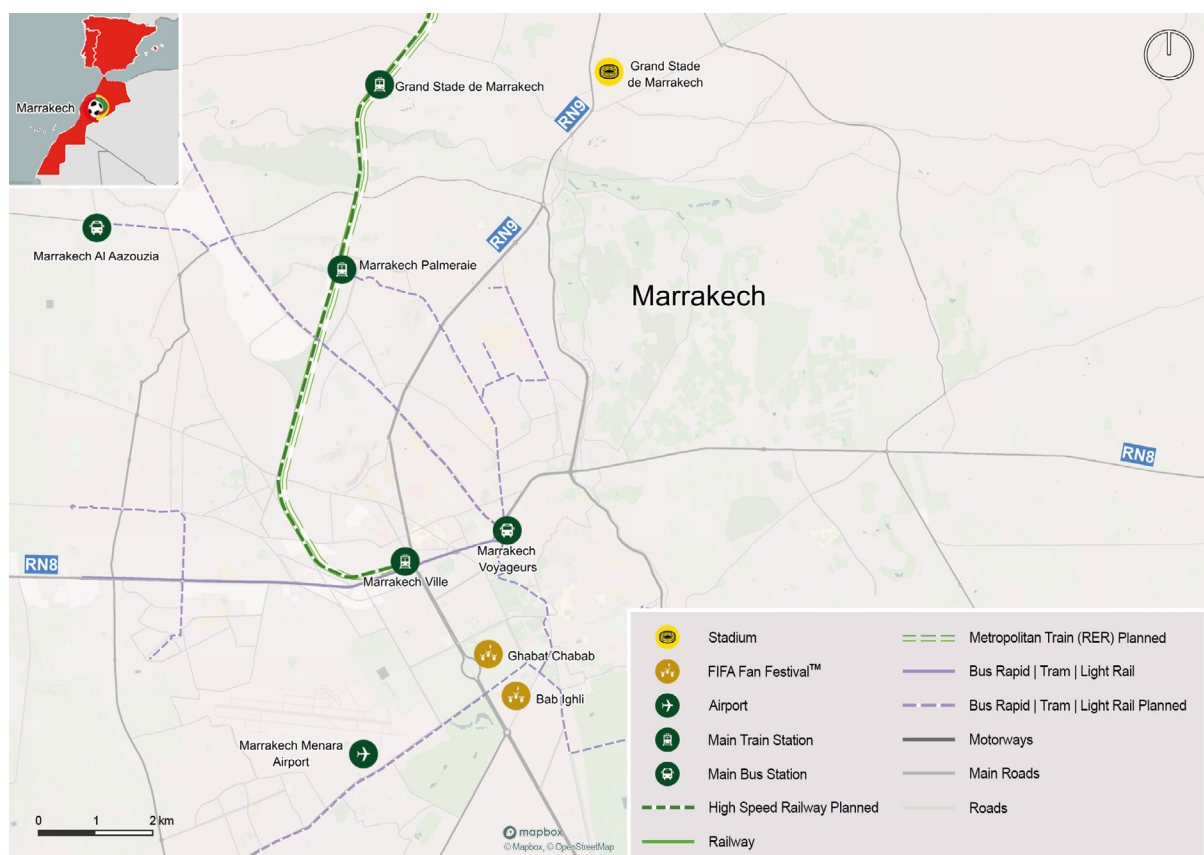 Marrakech
Grand Stade de Marrakech
Grand Stade
de Marrakech
RN9
RN9
Marrakech Al Aazouzia
Marrakech Palmeraie
Marrakech
RN8
RN8
Marrakech
Voyageurs
Marrakech Ville
Ghabat Chabab
Bab Ighli
Marrakech Menara
Airport
0 1 2 km
mapbox
© Mapbox, © OpenStreetMap
Stadium
FIFA Fan Festival™
Airport
Main Train Station
Main Bus Station
High Speed Railway Planned
Railway
Metropolitan Train (RER) Planned
Bus Rapid | Tram | Light Rail
Bus Rapid | Tram | Light Rail Planned
Motorways
Main Roads
Roads